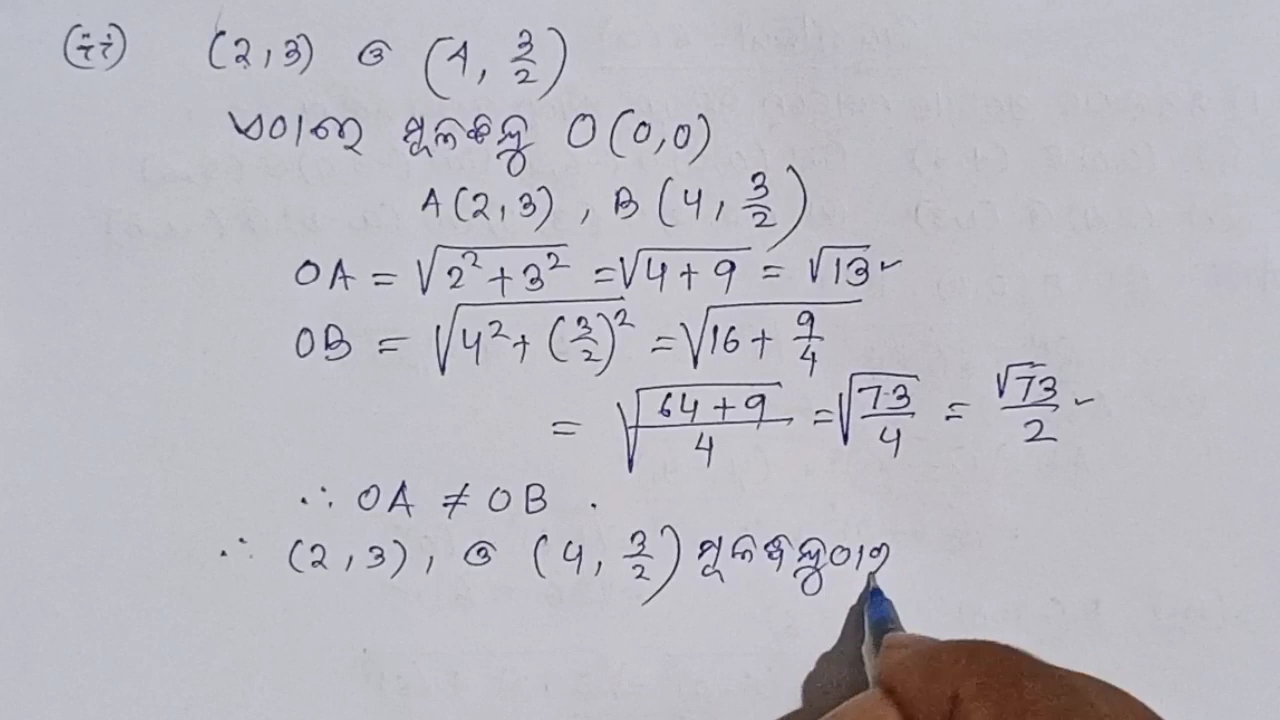 (iii) (2,3) ଓ (4, 3/2)
ଏଠାରେ ମୂଳବିନ୍ଦୁ O(0,0)
A(2,3), B(4, 3/2)
OA = √(2² + 3²) = √(4+9) = √13 ✓
OB = √(4² + (3/2)²) = √(16 + 9/4)
= √((64+9)/4) = √(73/4) = √73/2 ✓
∴ OA ≠ OB .
∴ (2,3), ଓ (4, 3/2) ମୂଳବିନ୍ଦୁଠାରୁ